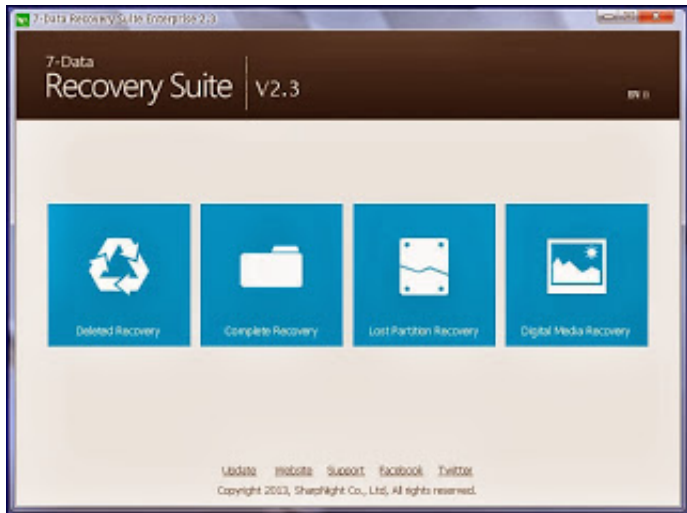 7-Data Recovery Suite Enterprise 2.3
7-Data
Recovery Suite V2.3
Deleted Recovery
Complete Recovery
Lost Partition Recovery
Digital Media Recovery
Update Website Support Facebook Twitter
Copyright 2013, SharpNight Co., Ltd, All rights reserved.